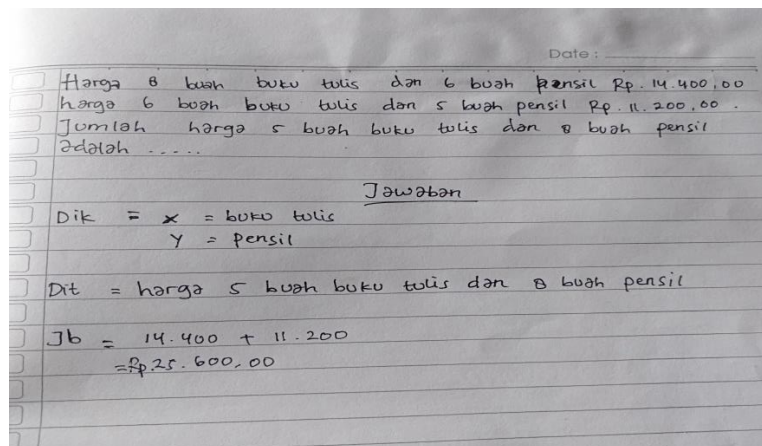 Date :
Harga 8 buah buku tulis dan 6 buah pensil Rp. 14.400,00
harga 6 buah buku tulis dan 5 buah pensil Rp. 11.200,00.
Jumlah harga 5 buah buku tulis dan 8 buah pensil
adalah .....
Jawaban
Dik = x = buku tulis
Y = pensil
Dit = harga 5 buah buku tulis dan 8 buah pensil
Jb = 14.400 + 11.200
=Rp.25.600,00